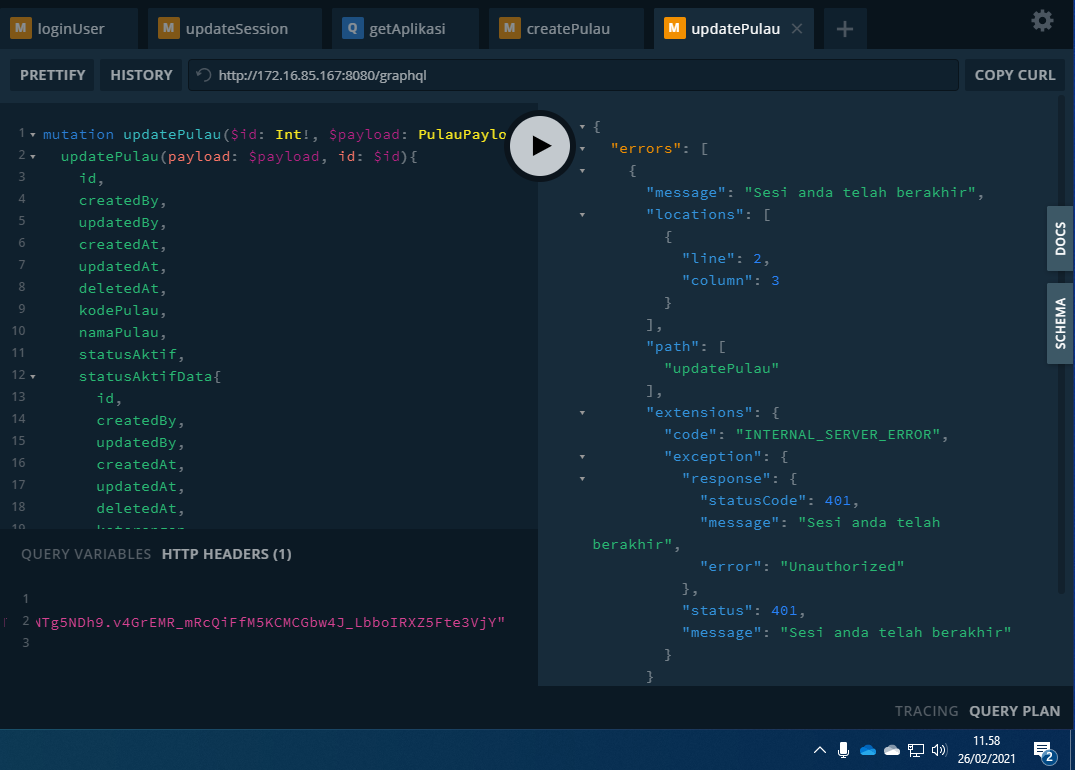 M loginUser
M updateSession
Q getAplikasi
M createPulau
M updatePulau
PRETTIFY
HISTORY
http://172.16.85.167:8080/graphql
COPY CURL
1 mutation updatePulau($id: Int!, $payload: PulauPaylo
2 updatePulau(payload: $payload, id: $id){
3 id,
4 createdBy,
5 updatedBy,
6 createdAt,
7 updatedAt,
8 deletedAt,
9 kodePulau,
10 namaPulau,
11 statusAktif,
12 statusAktifData{
13 id,
14 createdBy,
15 updatedBy,
16 createdAt,
17 updatedAt,
18 deletedAt,
19
QUERY VARIABLES HTTP HEADERS (1)
1
2 NTg5NDh9.v4GrEMR_mRcQiFfM5KCMCGbw4J_LbboIRXZ5Fte3VjY"
3
{
"errors": [
{
"message": "Sesi anda telah berakhir",
"locations": [
{
"line": 2,
"column": 3
}
],
"path": [
"updatePulau"
],
"extensions": {
"code": "INTERNAL_SERVER_ERROR",
"exception": {
"response": {
"statusCode": 401,
"message": "Sesi anda telah
berakhir",
"error": "Unauthorized"
},
"status": 401,
"message": "Sesi anda telah berakhir"
}
}
DOCS
SCHEMA
TRACING QUERY PLAN
11.58
26/02/2021
2